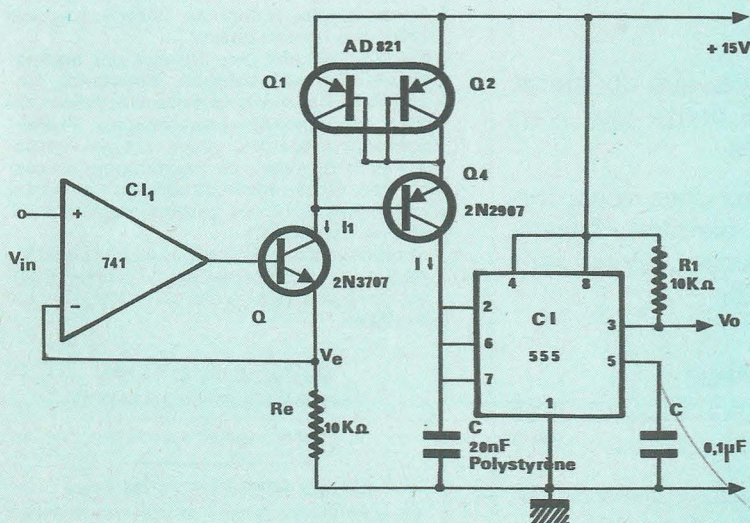 AD821
+ 15V
Q1
Q2
Q4
CI1
2N2907
I1
I
+
Vin
741
2N3707
−
Q
4
8
R1
10KΩ
2
CI
3
Vo
6
555
5
7
1
Ve
Re
10KΩ
C
20nF
Polystyrène
C
0,1µF